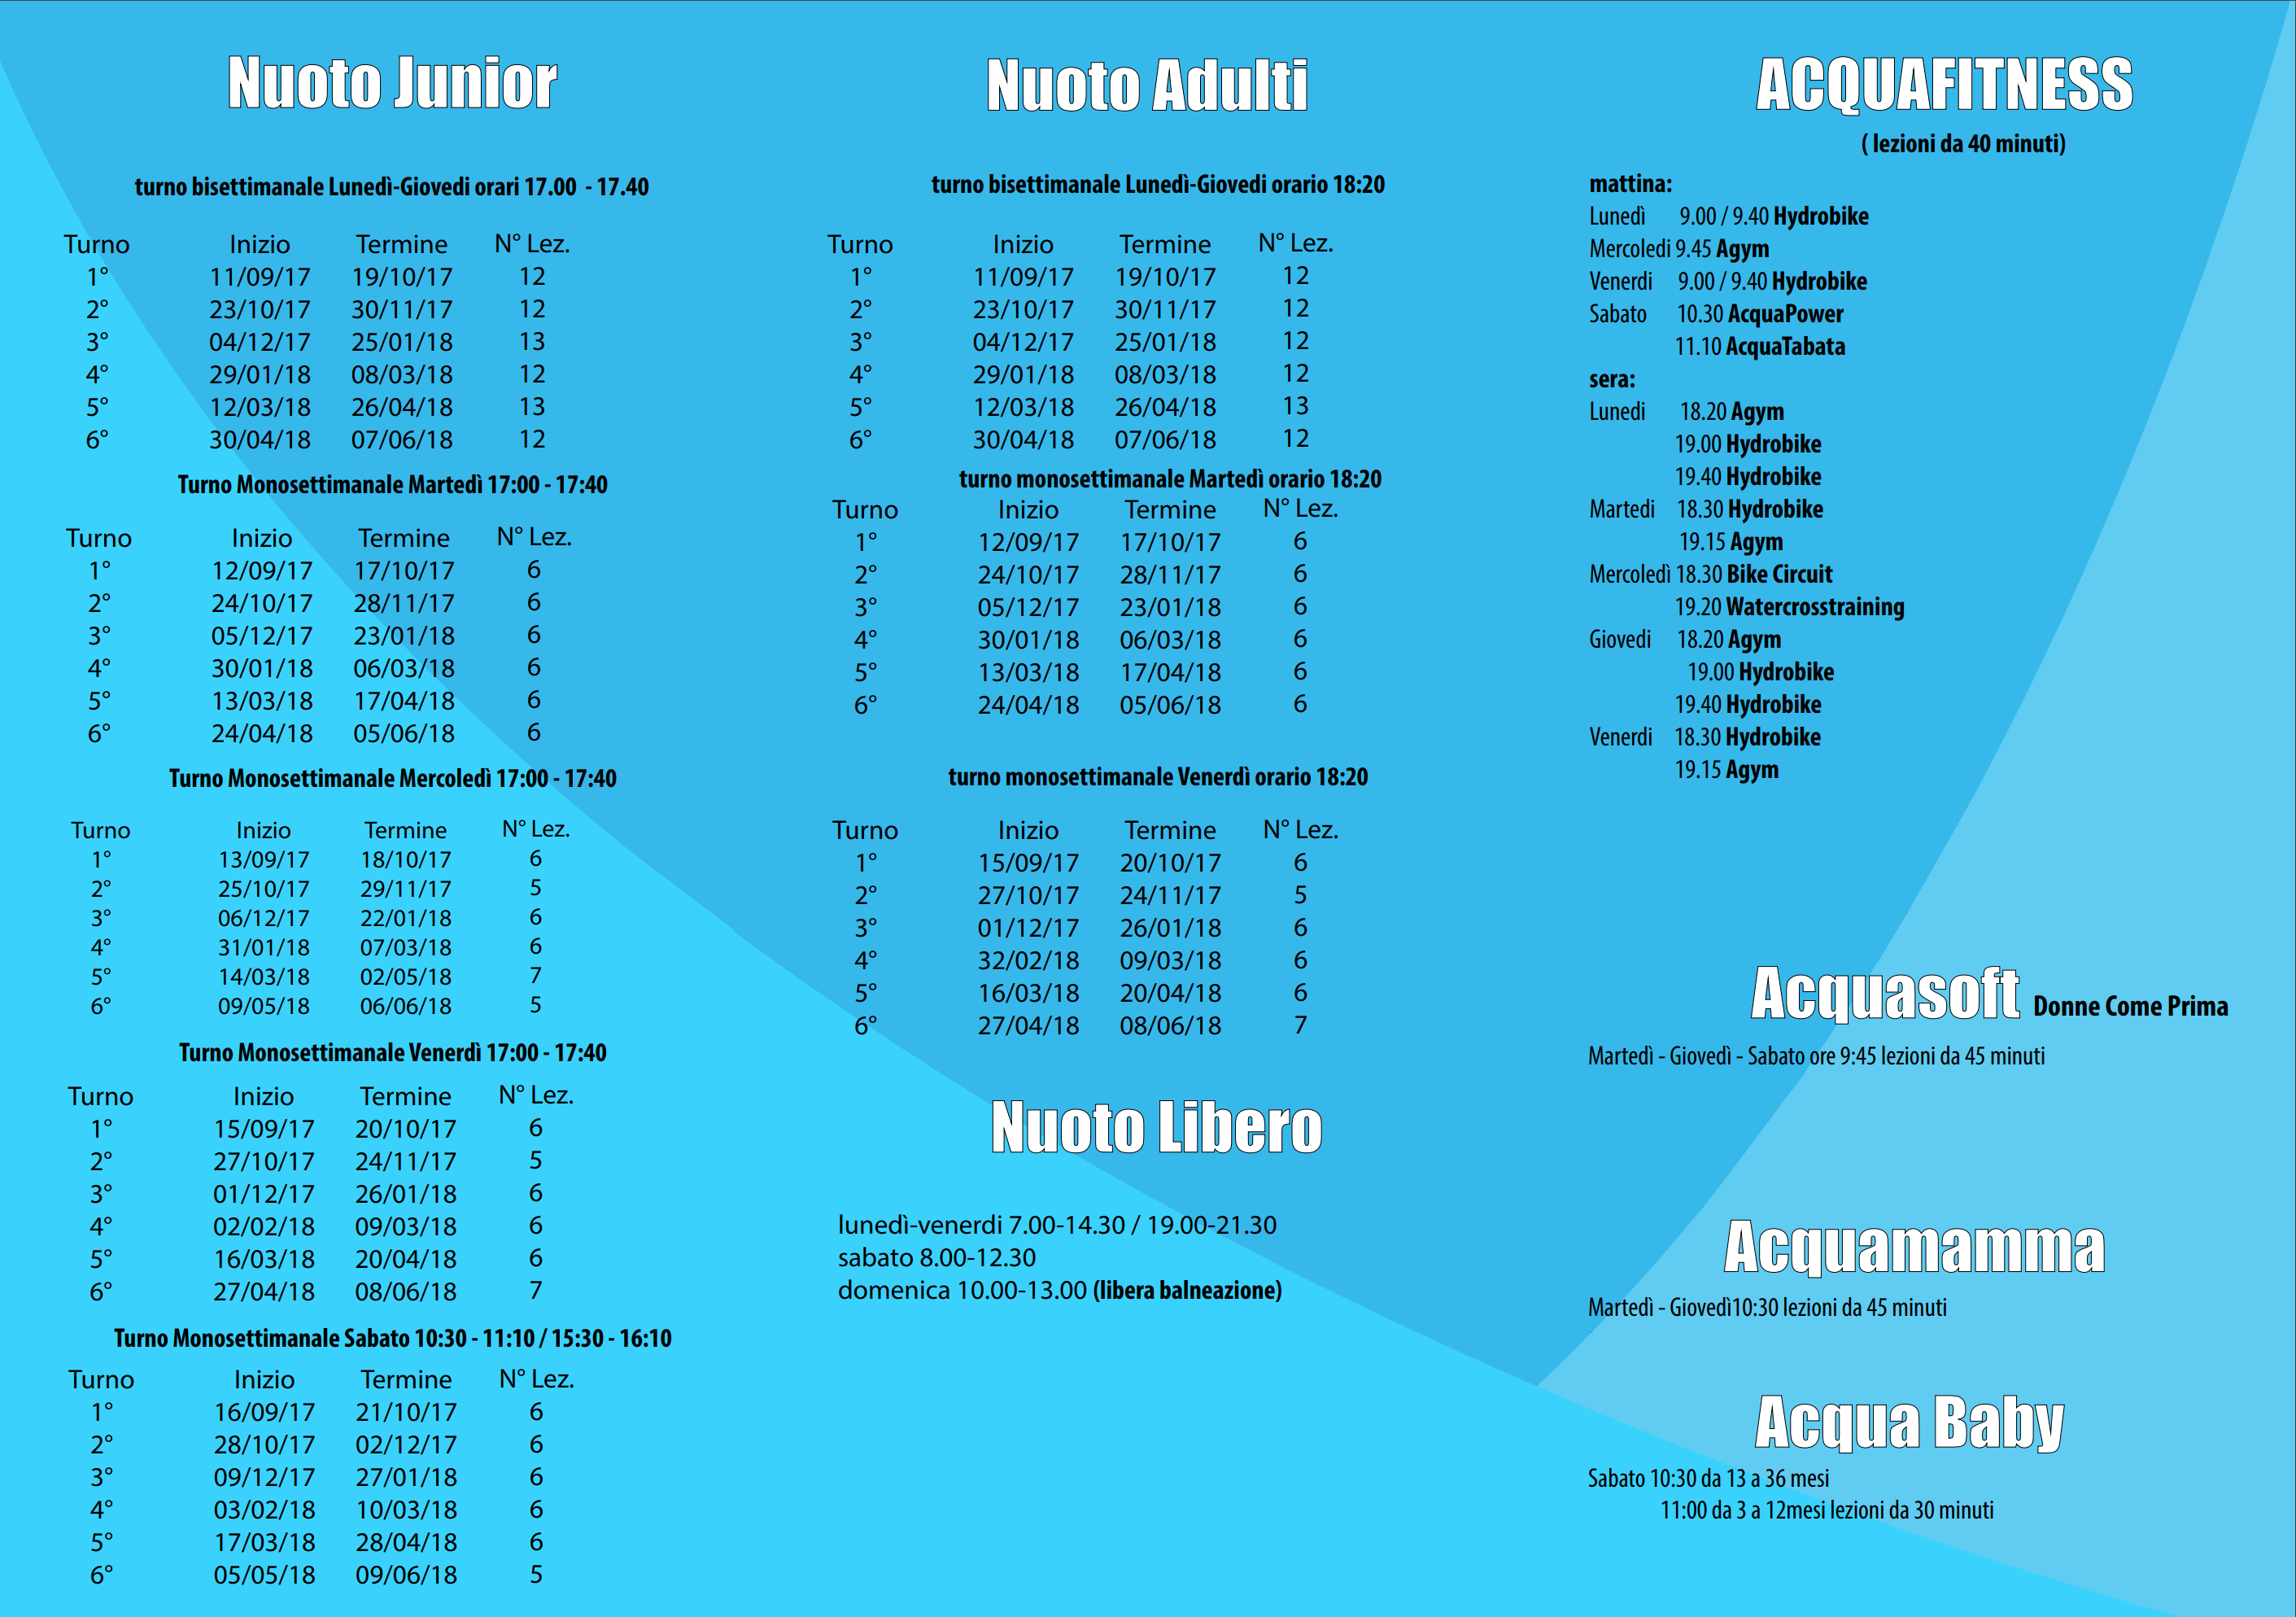 Nuoto Junior
turno bisettimanale Lunedì-Giovedi orari 17.00 - 17.40
Turno Inizio Termine N° Lez.
1° 11/09/17 19/10/17 12
2° 23/10/17 30/11/17 12
3° 04/12/17 25/01/18 13
4° 29/01/18 08/03/18 12
5° 12/03/18 26/04/18 13
6° 30/04/18 07/06/18 12
Turno Monosettimanale Martedì 17:00 - 17:40
Turno Inizio Termine N° Lez.
1° 12/09/17 17/10/17 6
2° 24/10/17 28/11/17 6
3° 05/12/17 23/01/18 6
4° 30/01/18 06/03/18 6
5° 13/03/18 17/04/18 6
6° 24/04/18 05/06/18 6
Turno Monosettimanale Mercoledì 17:00 - 17:40
Turno Inizio Termine N° Lez.
1° 13/09/17 18/10/17 6
2° 25/10/17 29/11/17 5
3° 06/12/17 22/01/18 6
4° 31/01/18 07/03/18 6
5° 14/03/18 02/05/18 7
6° 09/05/18 06/06/18 5
Turno Monosettimanale Venerdì 17:00 - 17:40
Turno Inizio Termine N° Lez.
1° 15/09/17 20/10/17 6
2° 27/10/17 24/11/17 5
3° 01/12/17 26/01/18 6
4° 02/02/18 09/03/18 6
5° 16/03/18 20/04/18 6
6° 27/04/18 08/06/18 7
Turno Monosettimanale Sabato 10:30 - 11:10 / 15:30 - 16:10
Turno Inizio Termine N° Lez.
1° 16/09/17 21/10/17 6
2° 28/10/17 02/12/17 6
3° 09/12/17 27/01/18 6
4° 03/02/18 10/03/18 6
5° 17/03/18 28/04/18 6
6° 05/05/18 09/06/18 5
Nuoto Adulti
turno bisettimanale Lunedì-Giovedi orario 18:20
Turno Inizio Termine N° Lez.
1° 11/09/17 19/10/17 12
2° 23/10/17 30/11/17 12
3° 04/12/17 25/01/18 12
4° 29/01/18 08/03/18 12
5° 12/03/18 26/04/18 13
6° 30/04/18 07/06/18 12
turno monosettimanale Martedì orario 18:20
Turno Inizio Termine N° Lez.
1° 12/09/17 17/10/17 6
2° 24/10/17 28/11/17 6
3° 05/12/17 23/01/18 6
4° 30/01/18 06/03/18 6
5° 13/03/18 17/04/18 6
6° 24/04/18 05/06/18 6
turno monosettimanale Venerdì orario 18:20
Turno Inizio Termine N° Lez.
1° 15/09/17 20/10/17 6
2° 27/10/17 24/11/17 5
3° 01/12/17 26/01/18 6
4° 32/02/18 09/03/18 6
5° 16/03/18 20/04/18 6
6° 27/04/18 08/06/18 7
Nuoto Libero
lunedì-venerdi 7.00-14.30 / 19.00-21.30
sabato 8.00-12.30
domenica 10.00-13.00 (libera balneazione)
ACQUAFITNESS
( lezioni da 40 minuti)
mattina:
Lunedì 9.00 / 9.40 Hydrobike
Mercoledi 9.45 Agym
Venerdi 9.00 / 9.40 Hydrobike
Sabato 10.30 AcquaPower
11.10 AcquaTabata
sera:
Lunedi 18.20 Agym
19.00 Hydrobike
19.40 Hydrobike
Martedi 18.30 Hydrobike
19.15 Agym
Mercoledì 18.30 Bike Circuit
19.20 Watercrosstraining
Giovedi 18.20 Agym
19.00 Hydrobike
19.40 Hydrobike
Venerdi 18.30 Hydrobike
19.15 Agym
Acquasoft Donne Come Prima
Martedì - Giovedì - Sabato ore 9:45 lezioni da 45 minuti
Acquamamma
Martedì - Giovedì10:30 lezioni da 45 minuti
Acqua Baby
Sabato 10:30 da 13 a 36 mesi
11:00 da 3 a 12mesi lezioni da 30 minuti